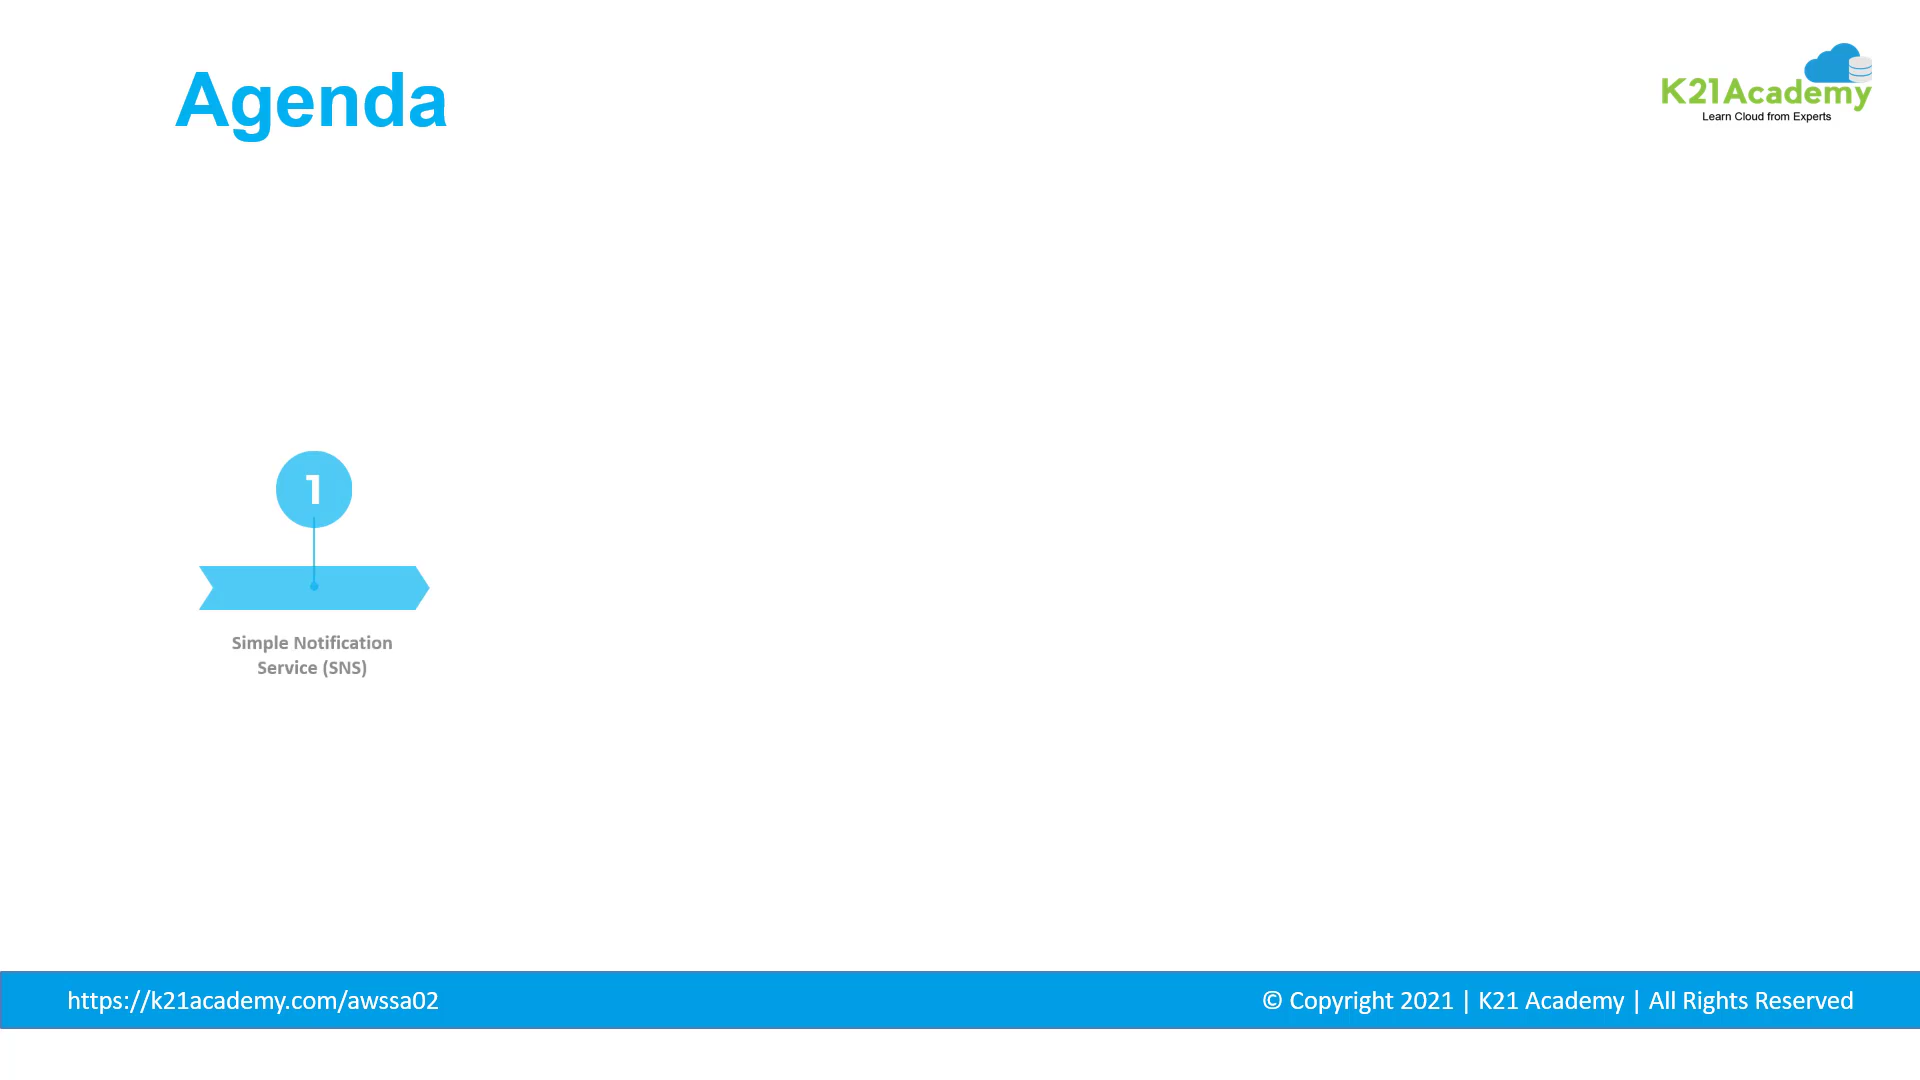 Agenda
K21Academy
Learn Cloud from Experts
1
Simple Notification
Service (SNS)
https://k21academy.com/awssa02
© Copyright 2021 | K21 Academy | All Rights Reserved